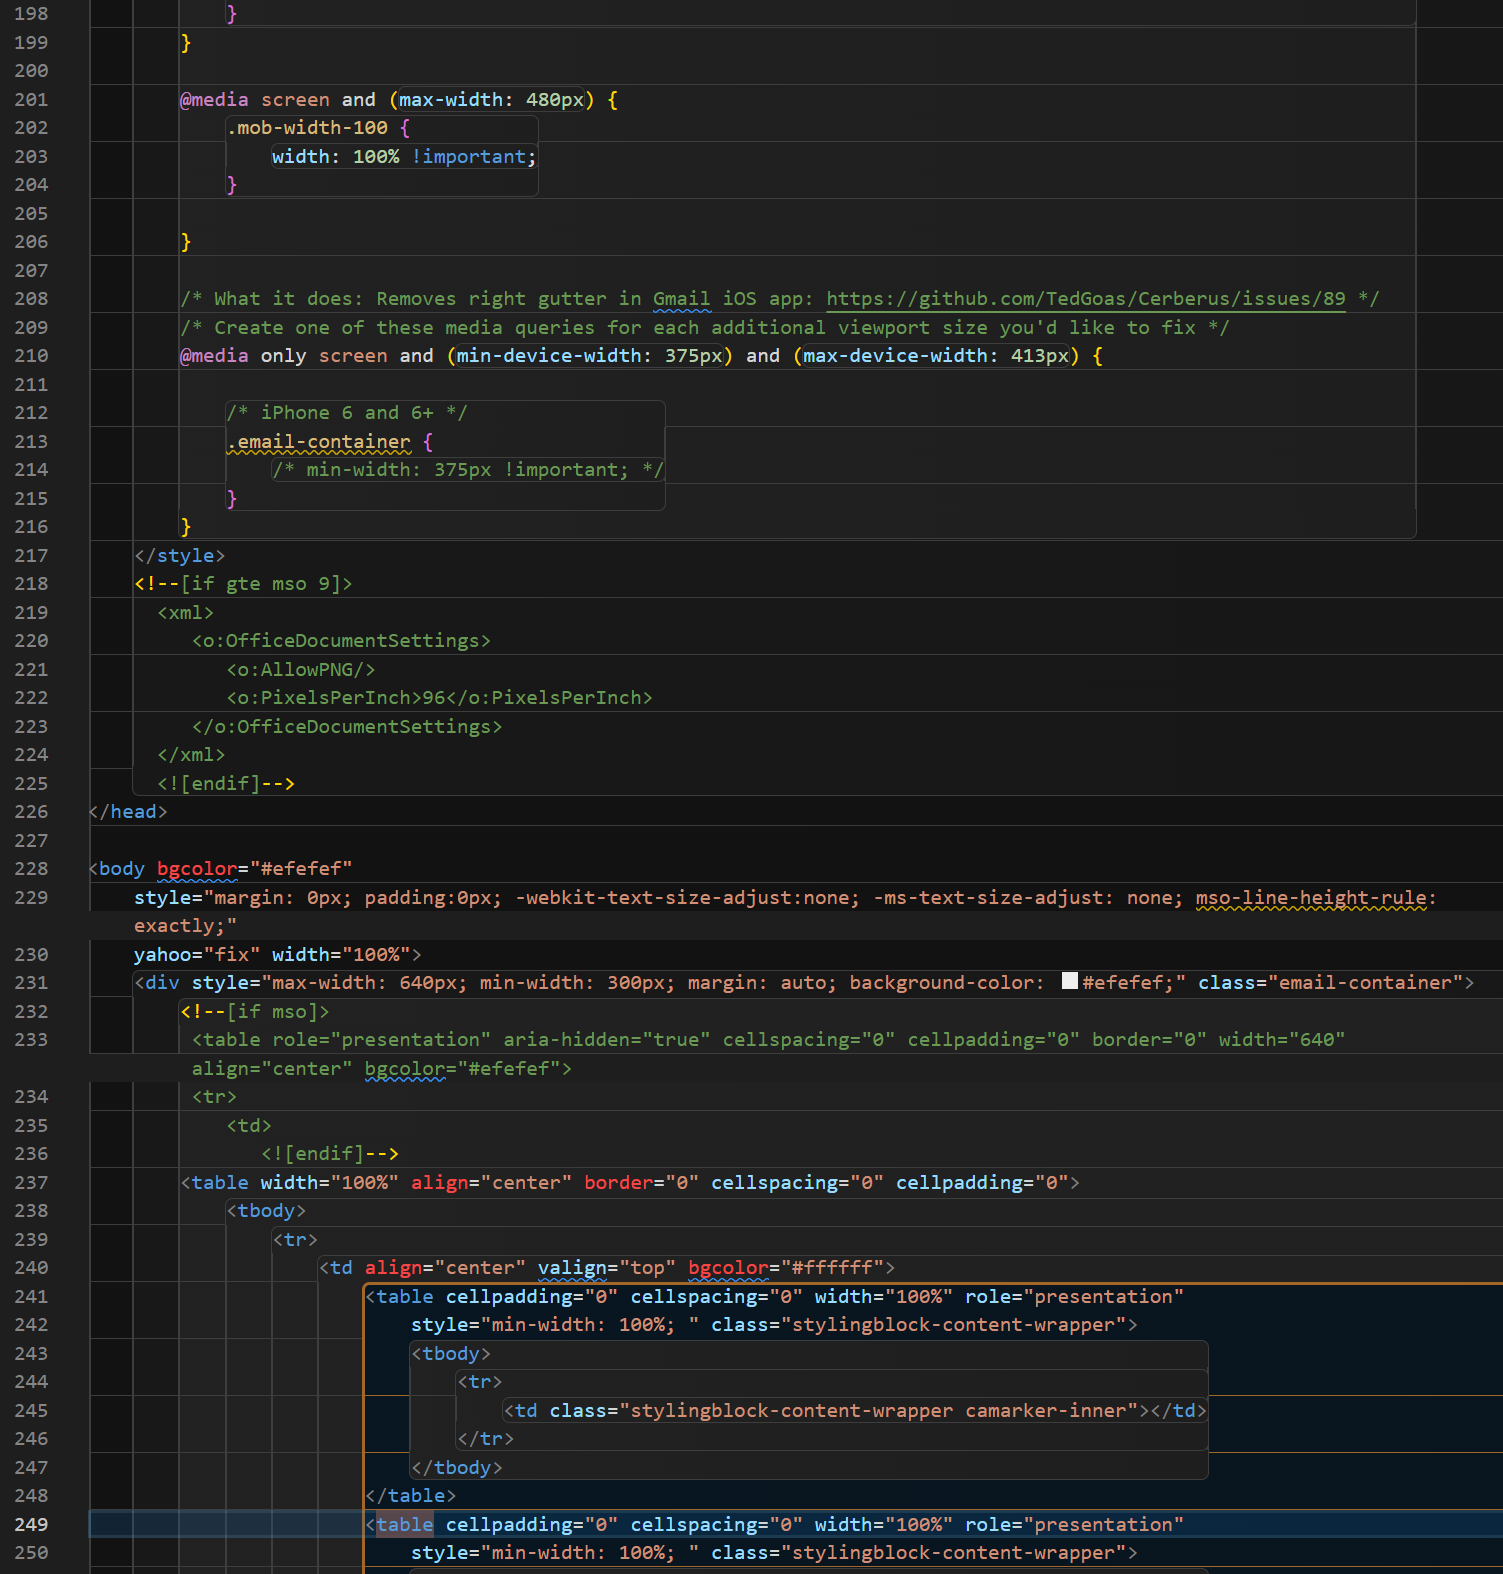 198 }
199 }
200
201 @media screen and (max-width: 480px) {
202 .mob-width-100 {
203 width: 100% !important;
204 }
205
206 }
207
208 /* What it does: Removes right gutter in Gmail iOS app: https://github.com/TedGoas/Cerberus/issues/89 */
209 /* Create one of these media queries for each additional viewport size you'd like to fix */
210 @media only screen and (min-device-width: 375px) and (max-device-width: 413px) {
211
212 /* iPhone 6 and 6+ */
213 .email-container {
214 /* min-width: 375px !important; */
215 }
216 }
217 </style>
218 <!--[if gte mso 9]>
219 <xml>
220 <o:OfficeDocumentSettings>
221 <o:AllowPNG/>
222 <o:PixelsPerInch>96</o:PixelsPerInch>
223 </o:OfficeDocumentSettings>
224 </xml>
225 <![endif]-->
226 </head>
227
228 <body bgcolor="#efefef"
229 style="margin: 0px; padding:0px; -webkit-text-size-adjust:none; -ms-text-size-adjust: none; mso-line-height-rule:
exactly;"
230 yahoo="fix" width="100%">
231 <div style="max-width: 640px; min-width: 300px; margin: auto; background-color: #efefef;" class="email-container">
232 <!--[if mso]>
233 <table role="presentation" aria-hidden="true" cellspacing="0" cellpadding="0" border="0" width="640"
align="center" bgcolor="#efefef">
234 <tr>
235 <td>
236 <![endif]-->
237 <table width="100%" align="center" border="0" cellspacing="0" cellpadding="0">
238 <tbody>
239 <tr>
240 <td align="center" valign="top" bgcolor="#ffffff">
241 <table cellpadding="0" cellspacing="0" width="100%" role="presentation"
242 style="min-width: 100%; " class="stylingblock-content-wrapper">
243 <tbody>
244 <tr>
245 <td class="stylingblock-content-wrapper camarker-inner"></td>
246 </tr>
247 </tbody>
248 </table>
249 <table cellpadding="0" cellspacing="0" width="100%" role="presentation"
250 style="min-width: 100%; " class="stylingblock-content-wrapper">